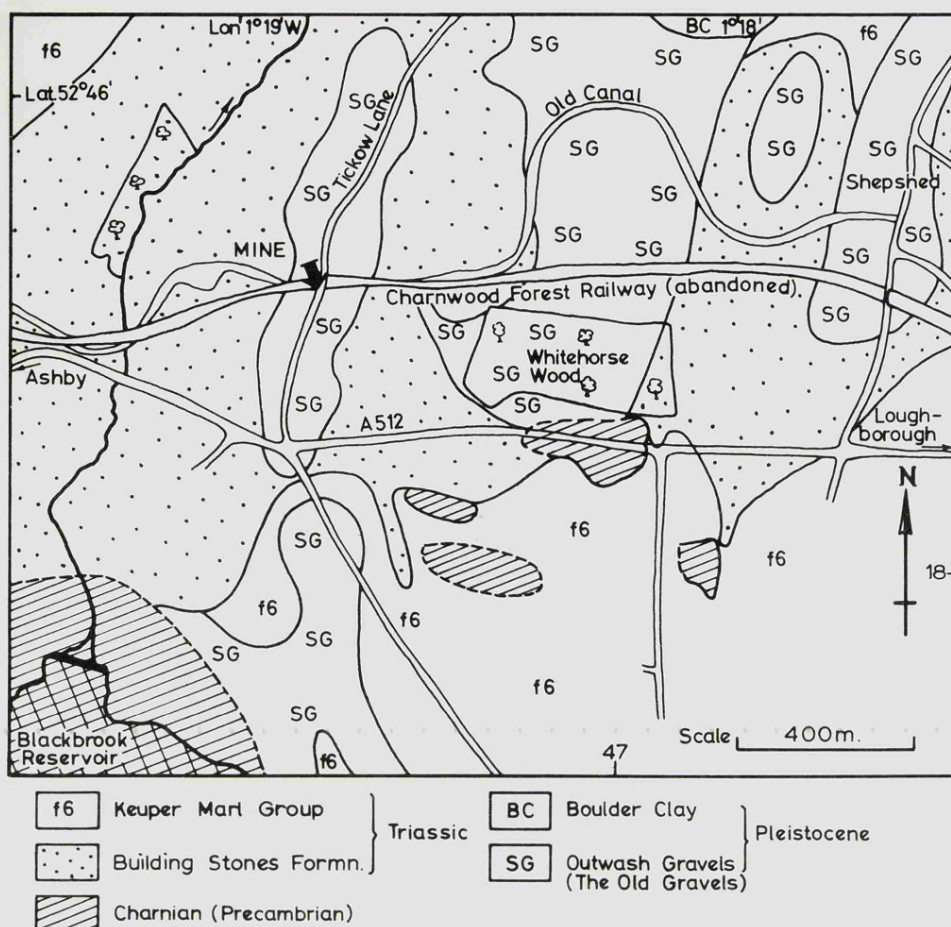 f6
Lon 1°19'W
SG
SG
BC 1°18'
f6
SG
Lat.52°46'
SG
Tickow Lane
Old Canal
SG
SG
SG
SG
SG
SG
SG
Shepshed
MINE
SG
SG
SG
SG
Charnwood Forest Railway (abandoned)
SG
SG
SG
SG
Whitehorse
Wood
SG
Ashby
SG
SG
A 512
Lough-
borough
N
SG
f6
f6
18
f6
f6
SG
SG
f6
SG
Blackbrook
Reservoir
f6
47
Scale 400m.
f6 Keuper Marl Group
Building Stones Formn.
Triassic
Charnian (Precambrian)
BC Boulder Clay
SG Outwash Gravels
(The Old Gravels)
Pleistocene